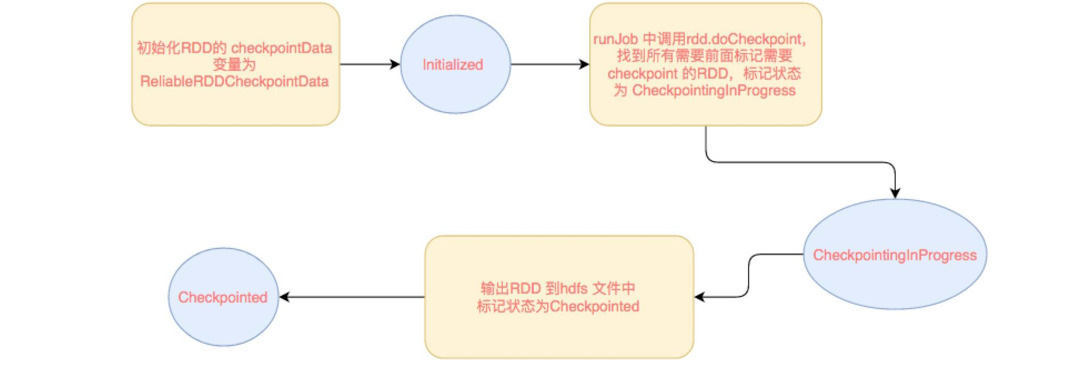 初始化RDD的 checkpointData
变量为
ReliableRDDCheckpointData
Initialized
runJob 中调用rdd.doCheckpoint,
找到所有需要前面标记需要
checkpoint 的RDD，标记状态
为 CheckpointingInProgress
CheckpointingInProgress
输出RDD 到hdfs 文件中
标记状态为Checkpointed
Checkpointed